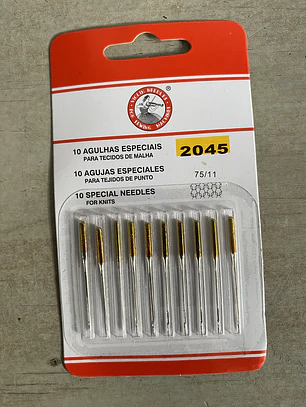 10 AGULHAS ESPECIAIS
PARA TECIDOS DE MALHA
2045
10 AGUJAS ESPECIALES
PARA TEJIDOS DE PUNTO
75/11
10 SPECIAL NEEDLES
FOR KNITS